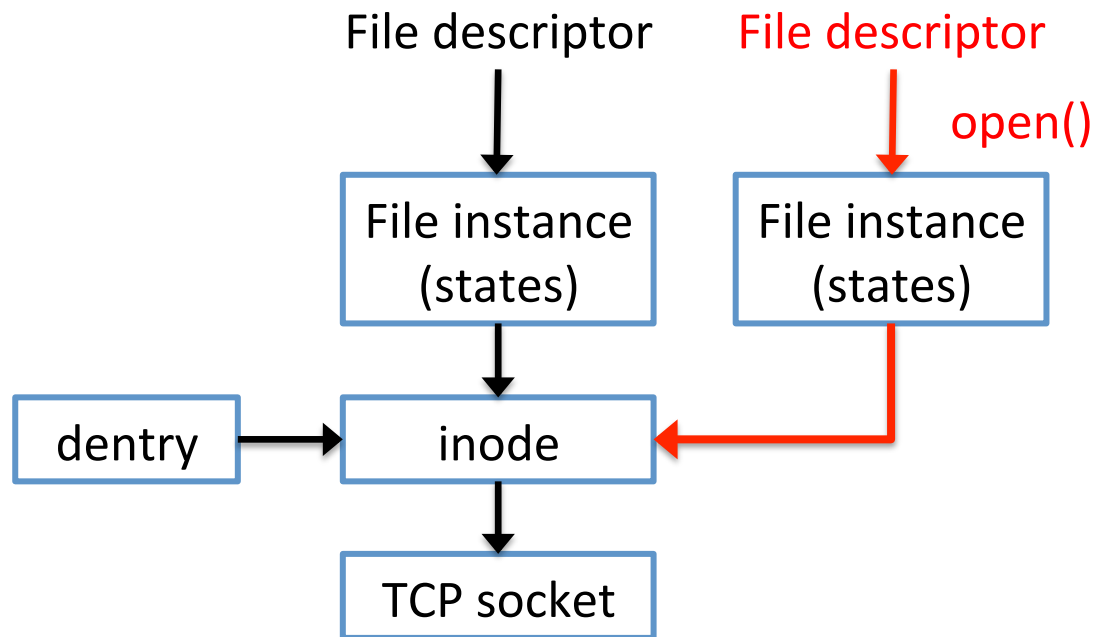 File descriptor
File descriptor
open()
File instance
(states)
File instance
(states)
dentry
inode
TCP socket